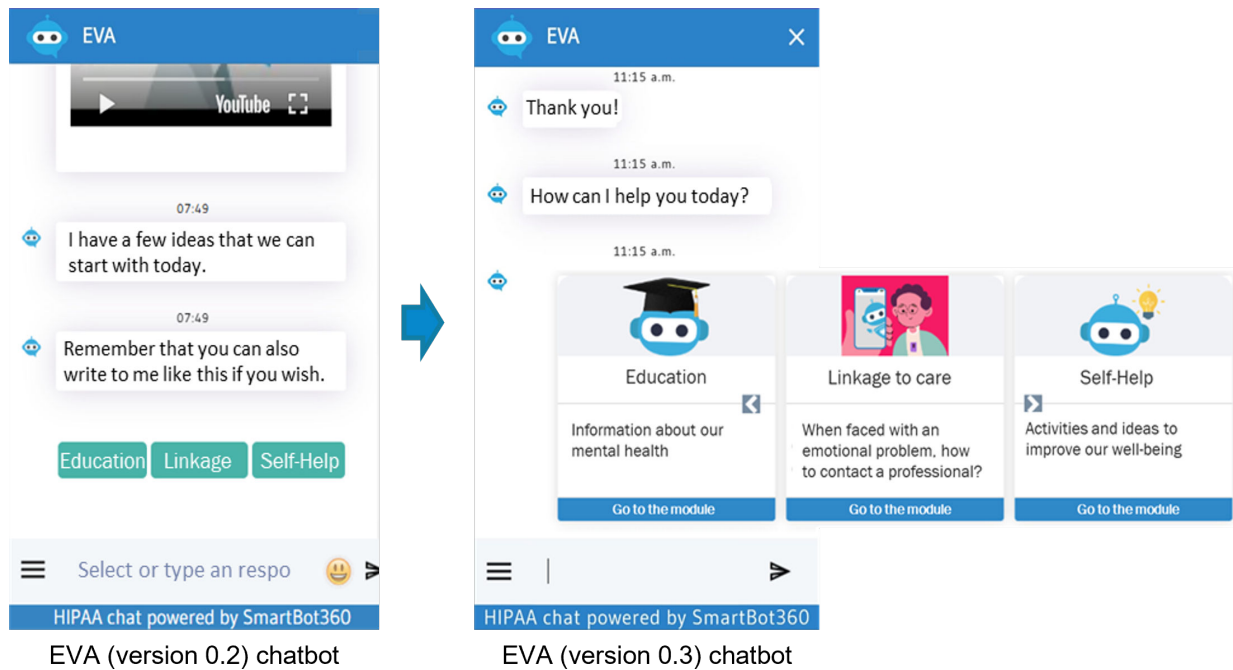 EVA
YouTube
07:49
I have a few ideas that we can
start with today.
07:49
Remember that you can also
write to me like this if you wish.
Education Linkage Self-Help
Select or type an respo
HIPAA chat powered by SmartBot360
EVA (version 0.2) chatbot
EVA
11:15 a.m.
Thank you!
11:15 a.m.
How can I help you today?
11:15 a.m.
Education
Information about our
mental health
Go to the module
Linkage to care
When faced with an
emotional problem, how
to contact a professional?
Go to the module
Self-Help
Activities and ideas to
improve our well-being
Go to the module
HIPAA chat powered by SmartBot360
EVA (version 0.3) chatbot